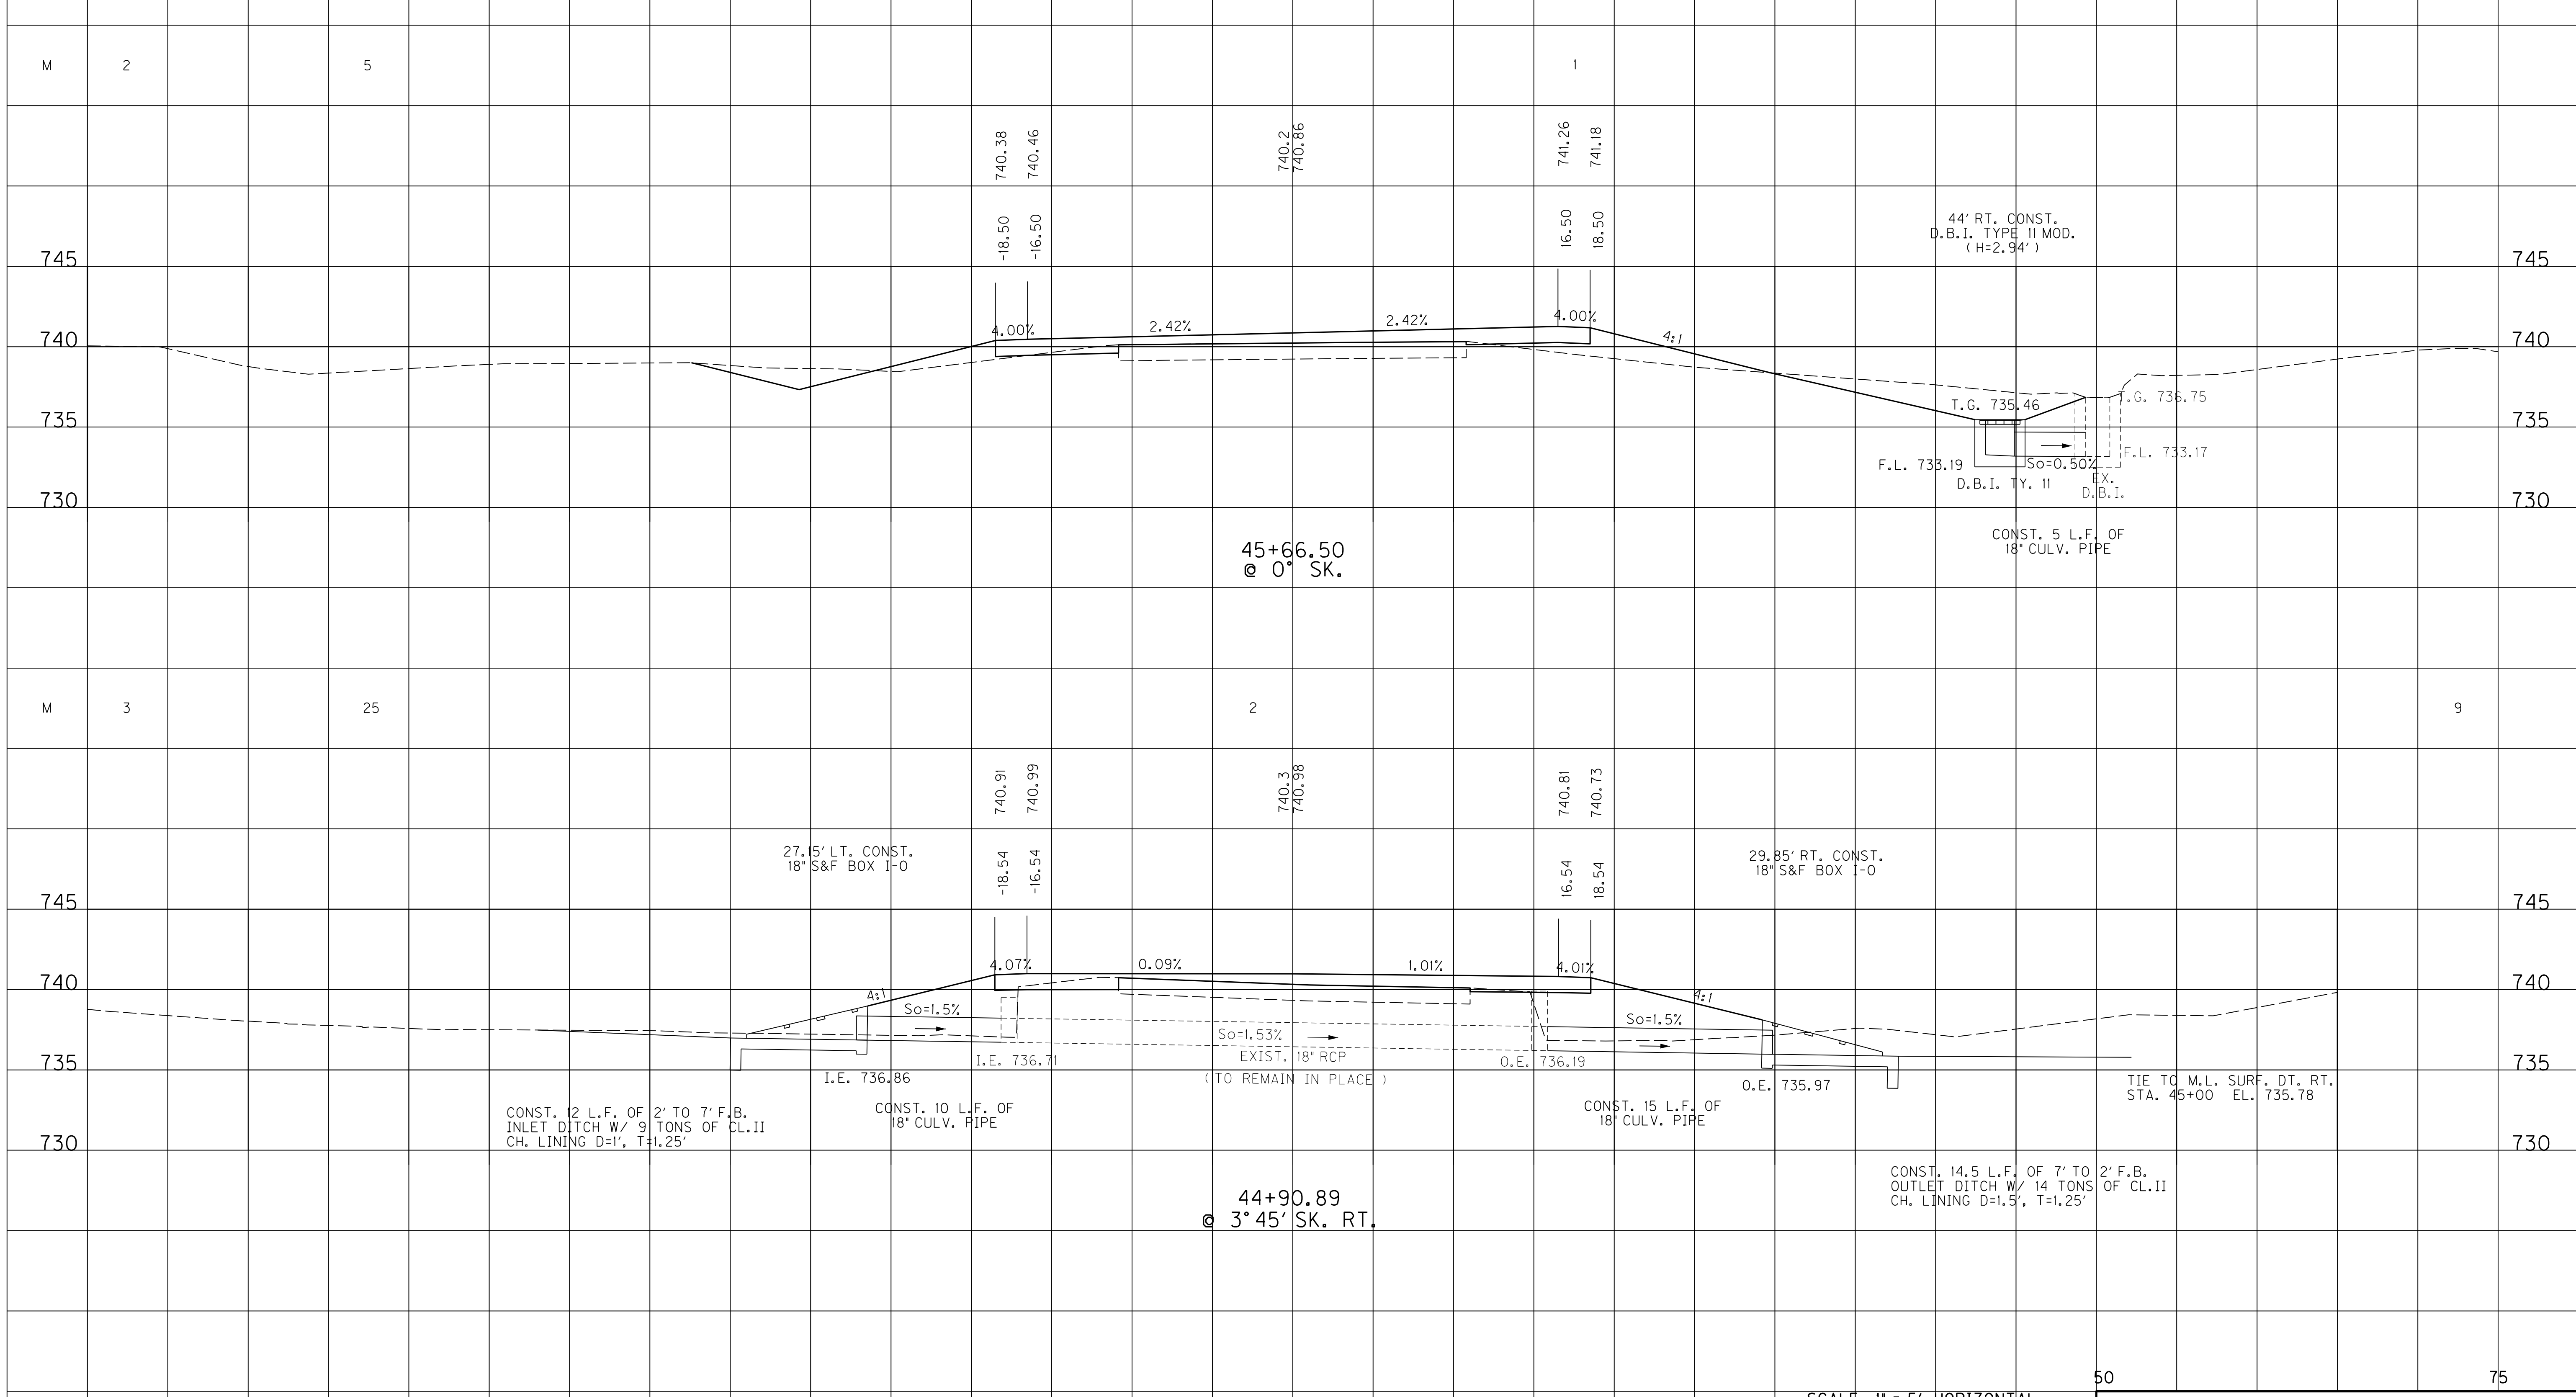 M 2 5 1
740.38
740.46
740.2
740.86
741.26
741.18
-18.50
-16.50
16.50
18.50
44' RT. CONST.
D.B.I. TYPE 11 MOD.
( H=2.94' )
745 745
4.00% 2.42% 2.42% 4.00% 4:1
740 740
T.G. 736.75
T.G. 735.46
735 735
F.L. 733.17
F.L. 733.19 So=0.50%
EX.
D.B.I.
D.B.I. TY. 11
730 730
CONST. 5 L.F. OF
18" CULV. PIPE
45+66.50
@ 0° SK.
M 3 25 2 9
740.91
740.99
740.3
740.98
740.81
740.73
27.15' LT. CONST.
18" S&F BOX I-O
-18.54
-16.54
16.54
18.54
29.85' RT. CONST.
18" S&F BOX I-O
745 745
4.07% 0.09% 1.01% 4.01%
740 740
4:1 4:1
So=1.5% So=1.5%
So=1.53%
EXIST. 18" RCP
( TO REMAIN IN PLACE )
I.E. 736.71 O.E. 736.19
735 735
I.E. 736.86 O.E. 735.97
TIE TO M.L. SURF. DT. RT.
STA. 45+00 EL. 735.78
CONST. 12 L.F. OF 2' TO 7' F.B.
INLET DITCH W/ 9 TONS OF CL.II
CH. LINING D=1', T=1.25'
CONST. 10 L.F. OF
18" CULV. PIPE
CONST. 15 L.F. OF
18" CULV. PIPE
730 730
CONST. 14.5 L.F. OF 7' TO 2' F.B.
OUTLET DITCH W/ 14 TONS OF CL.II
CH. LINING D=1.5', T=1.25'
44+90.89
@ 3°45' SK. RT.
50 75